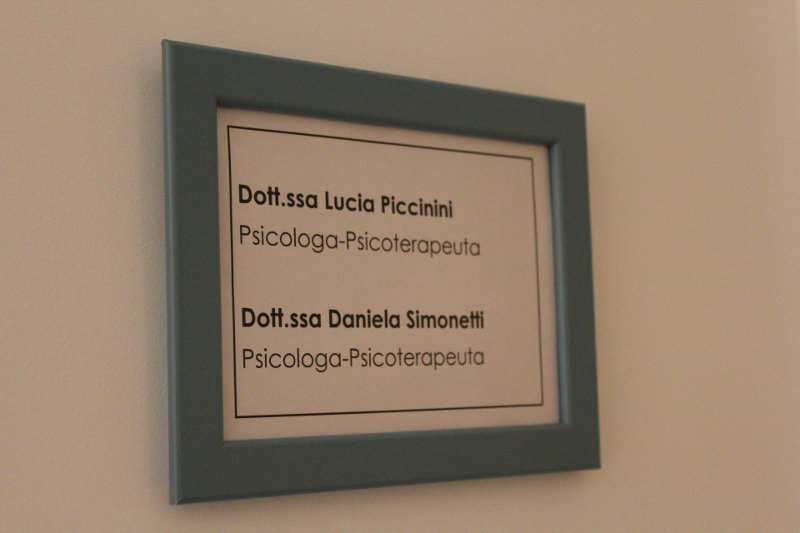 Dott.ssa Lucia Piccinini
Psicologa-Psicoterapeuta
Dott.ssa Daniela Simonetti
Psicologa-Psicoterapeuta